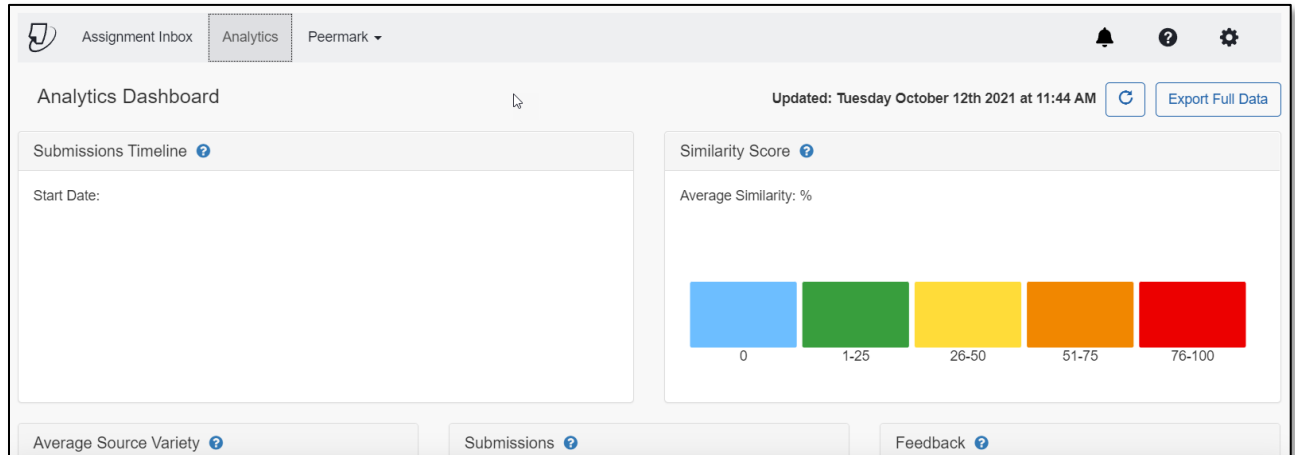 Assignment Inbox Analytics Peermark
Analytics Dashboard
Updated: Tuesday October 12th 2021 at 11:44 AM
Export Full Data
Submissions Timeline
Start Date:
Similarity Score
Average Similarity: %
0 1-25 26-50 51-75 76-100
Average Source Variety
Submissions
Feedback